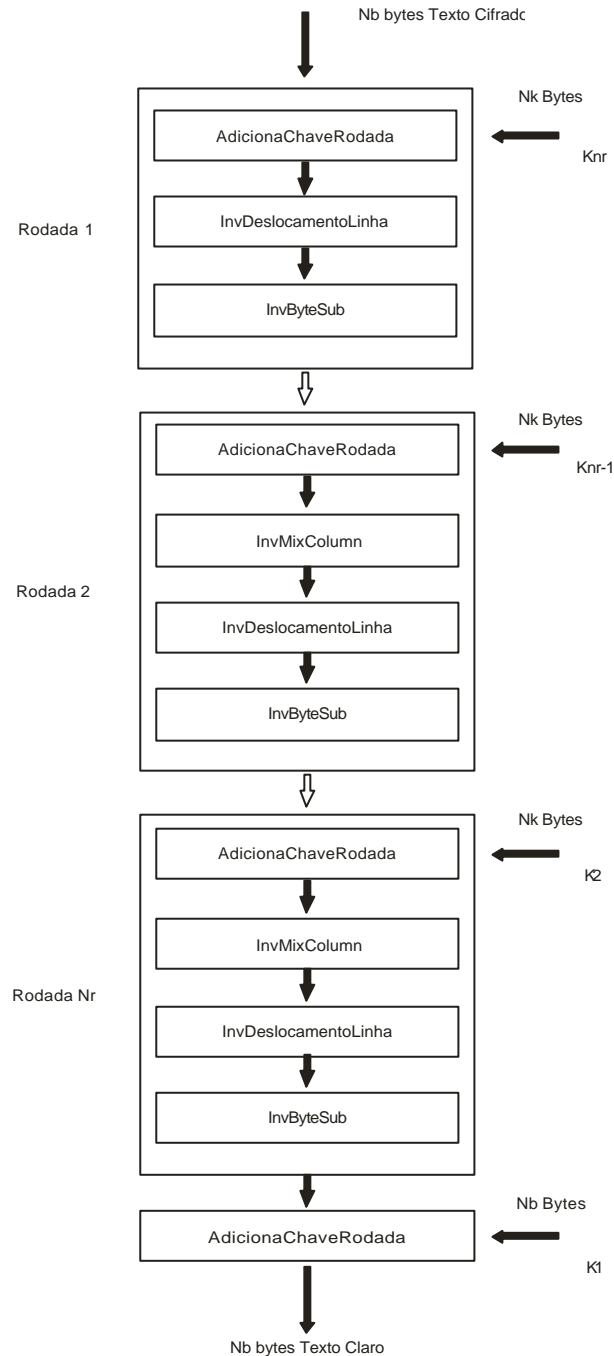 Nb bytes Texto Cifrado
Nk Bytes
AdicionaChaveRodada
Knr
InvDeslocamentoLinha
Rodada 1
InvByteSub
Nk Bytes
AdicionaChaveRodada
Knr-1
InvMixColumn
Rodada 2
InvDeslocamentoLinha
InvByteSub
Nk Bytes
AdicionaChaveRodada
K2
InvMixColumn
Rodada Nr
InvDeslocamentoLinha
InvByteSub
Nb Bytes
AdicionaChaveRodada
K1
Nb bytes Texto Claro